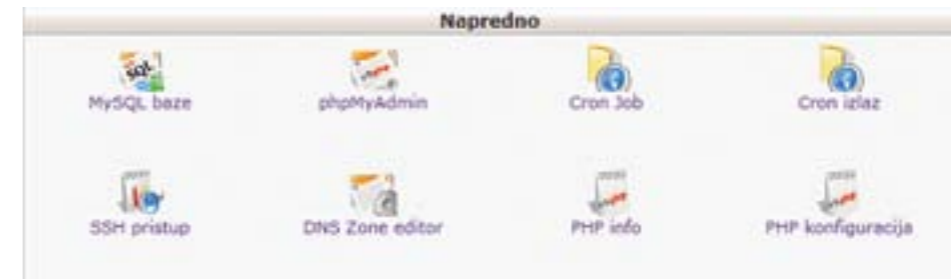 Napredno
MySQL baze
phpMyAdmin
Cron Job
Cron izlaz
SSH pristup
DNS Zone editor
PHP info
PHP konfiguracija